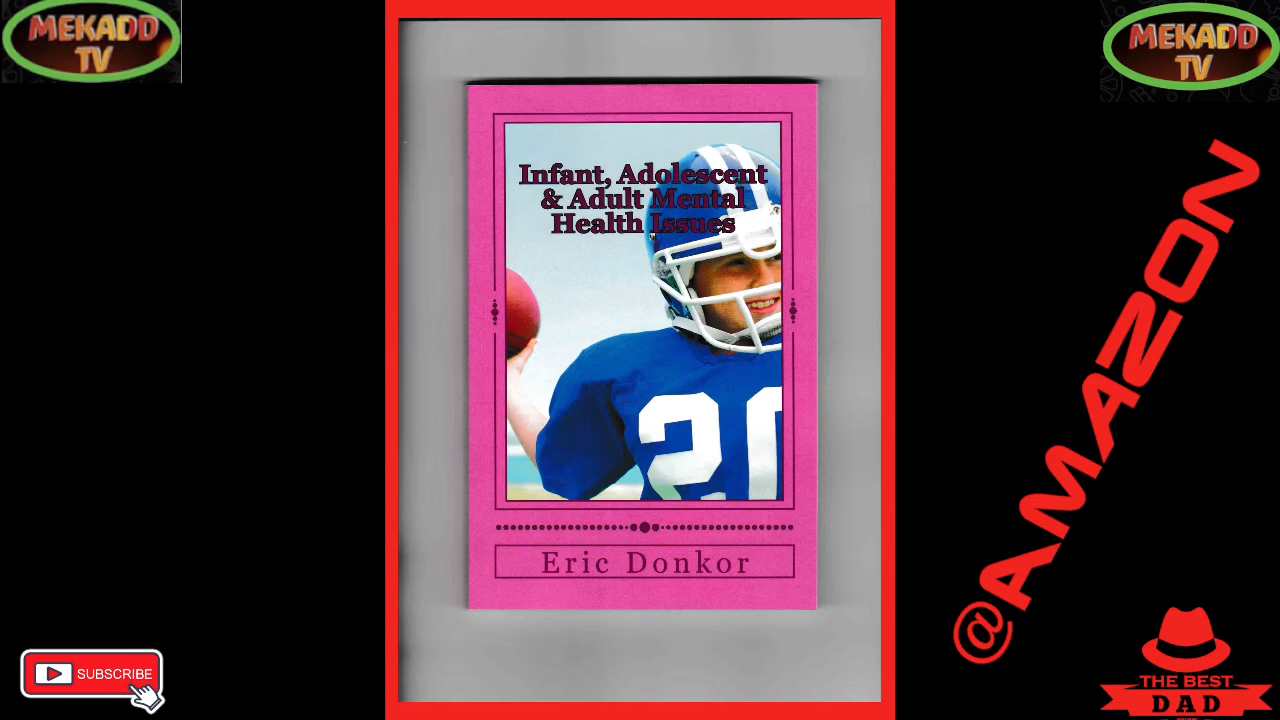 MEKADD
TV
MEKADD
TV
Infant, Adolescent
& Adult Mental
Health Issues
20
Eric Donkor
@AMAZON
SUBSCRIBE
THE BEST
DAD